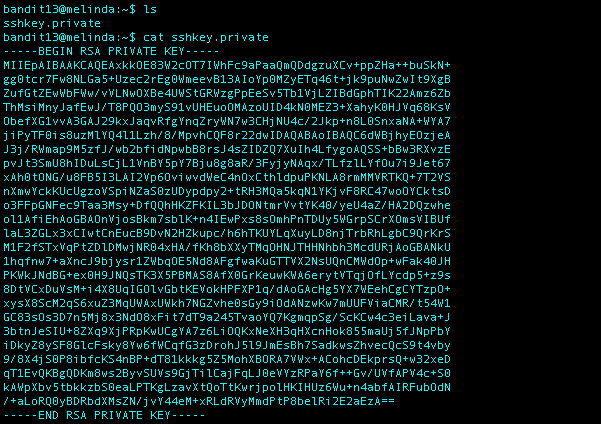 bandit13@melinda:~$ ls
sshkey.private
bandit13@melinda:~$ cat sshkey.private
-----BEGIN RSA PRIVATE KEY-----
MIIEpAIBAAKCAQEAxkkOE83W2cOT7IWhFc9aPaaQmQDdgzuXCv+ppZHa++buSkN+
gg0tcr7Fw8NLGa5+Uzec2rEg0WmeevB13AIoYp0MZyETq46t+jk9puNwZwIt9XgB
ZufGtZEwWbFWw/vVLNwOXBe4UWStGRWzgPpEeSv5Tb1VjLZIBdGphTIK22Amz6Zb
ThMsiMnyJafEwJ/T8PQO3myS91vUHEuoOMAzoUID4kN0MEZ3+XahyK0HJVq68KsV
ObefXG1vvA3GAJ29kxJaqvRfgYnqZryWN7w3CHjNU4c/2Jkp+n8L0SnxaNA+WYA7
jiPyTF0is8uzMlYQ4l1Lzh/8/MpvhCQF8r22dwIDAQABAoIBAQC6dWBjhyEOzjeA
J3j/RWmap9M5zfJ/wb2bfidNpwbB8rsJ4sZIDZQ7XuIh4LfygoAQSS+bBw3RXvzE
pvJt3SmU8hIDuLsCjL1VnBY5pY7Bju8g8aR/3FyjyNAqx/TLfzlLYfOu7i9Jet67
xAh0tONG/u8FB5I3LAI2Vp6OviwvdWeC4nOxCthldpuPKNLA8rmMMVRTKQ+7T2VS
nXmwYckKUcUgzoVSpiNZaS0zUDypdpy2+tRH3MQa5kqN1YKjvF8RC47woOYCktsD
o3FFpGNFec9Taa3Msy+DfQQhHKZFKIL3bJDONtmrVvtYK40/yeU4aZ/HA2DQzwhe
ol1AfiEhAoGBAOnVjosBkm7sblK+n4IEwPxs8sOmhPnTDUy5WGrpSCrXOmsVIBUf
laL3ZGLx3xCIwtCnEucB9DvN2HZkupc/h6hTKUYLqXuyLD8njTrbRhLgbC9QrKrS
M1F2fSTxVqPtZDlDMwjNR04xHA/fKh8bXXyTMqOHNJTHHNhbh3McdURjAoGBANkU
1hqfnw7+aXncJ9bjysr1ZWbqOE5Nd8AFgfwaKuGTTVX2NsUQnCMWdOp+wFak40JH
PKWkJNdBG+ex0H9JNQsTK3X5PBMAS8AfX0GrKeuwKWA6erytVTqjOfLYcdp5+z9s
8DtVCxDuVsM+i4X8UqIGOlvGbtKEVokHPFXP1q/dAoGAcHg5YX7WEehCgCYTzpO+
xysX8ScM2qS6xuZ3MqUWAxUWkh7NGZvhe0sGy9iOdANzwKw7mUUFViaCMR/t54W1
GC83sOs3D7n5Mj8x3NdO8xFit7dT9a245TvaoYQ7KgmqpSg/ScKCw4c3eiLava+J
3btnJeSIU+8ZXq9XjPRpKwUCgYA7z6LiOQKxNeXH3qHXcnHok855maUj5fJNpPbY
iDkyZ8ySF8GlcFsky8Yw6fWCqfG3zDrohJ5l9JmEsBh7SadkwsZhvecQcS9t4vby
9/8X4jS0P8ibfcKS4nBP+dT81kkkg5Z5MohXBORA7VWx+ACohcDEkprsQ+w32xeD
qT1EvQKBgQDKm8ws2ByvSUVs9GjTilCajFqLJ0eVYzRPaY6f++Gv/UVfAPV4c+S0
kAWpXbv5tbkkzbS0eaLPTKgLzavXtQoTtKwrjpolHKIHUz6Wu+n4abfAIRFubOdN
/+aLoRQ0yBDRbdXMsZN/jvY44eM+xRLdRVyMmdPtP8belRi2E2aEzA==
-----END RSA PRIVATE KEY-----